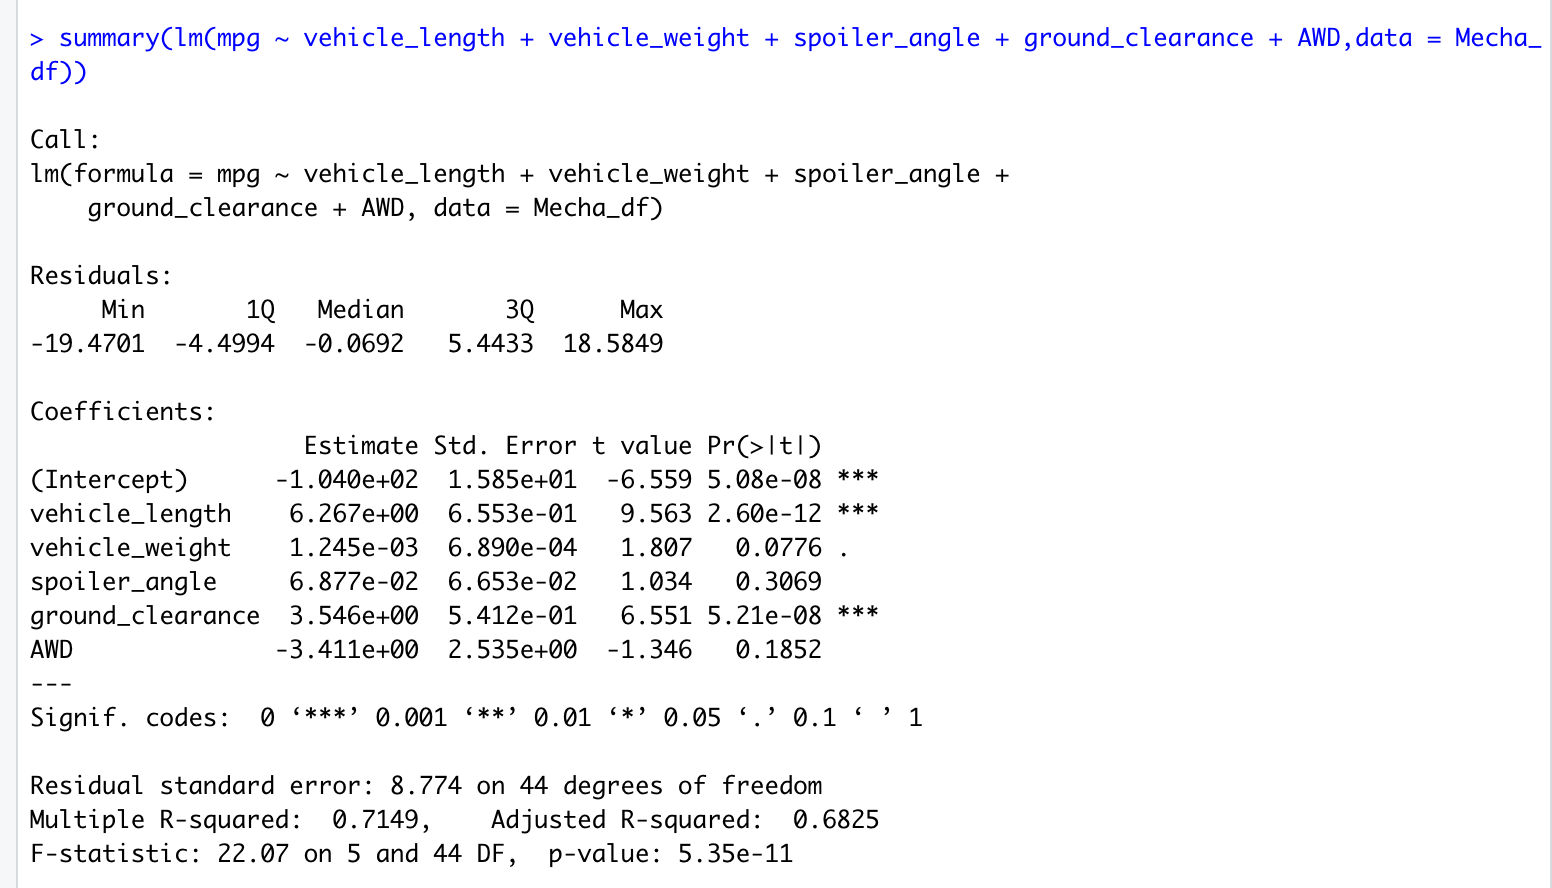 > summary(lm(mpg ~ vehicle_length + vehicle_weight + spoiler_angle + ground_clearance + AWD,data = Mecha_
df))
Call:
lm(formula = mpg ~ vehicle_length + vehicle_weight + spoiler_angle +
    ground_clearance + AWD, data = Mecha_df)
Residuals:
     Min       1Q   Median       3Q      Max
-19.4701  -4.4994  -0.0692   5.4433  18.5849
Coefficients:
                   Estimate Std. Error t value Pr(>|t|)
(Intercept)      -1.040e+02  1.585e+01  -6.559 5.08e-08 ***
vehicle_length    6.267e+00  6.553e-01   9.563 2.60e-12 ***
vehicle_weight    1.245e-03  6.890e-04   1.807   0.0776 .
spoiler_angle     6.877e-02  6.653e-02   1.034   0.3069
ground_clearance  3.546e+00  5.412e-01   6.551 5.21e-08 ***
AWD              -3.411e+00  2.535e+00  -1.346   0.1852
---
Signif. codes:  0 ‘***’ 0.001 ‘**’ 0.01 ‘*’ 0.05 ‘.’ 0.1 ‘ ’ 1
Residual standard error: 8.774 on 44 degrees of freedom
Multiple R-squared:  0.7149,    Adjusted R-squared:  0.6825
F-statistic: 22.07 on 5 and 44 DF,  p-value: 5.35e-11